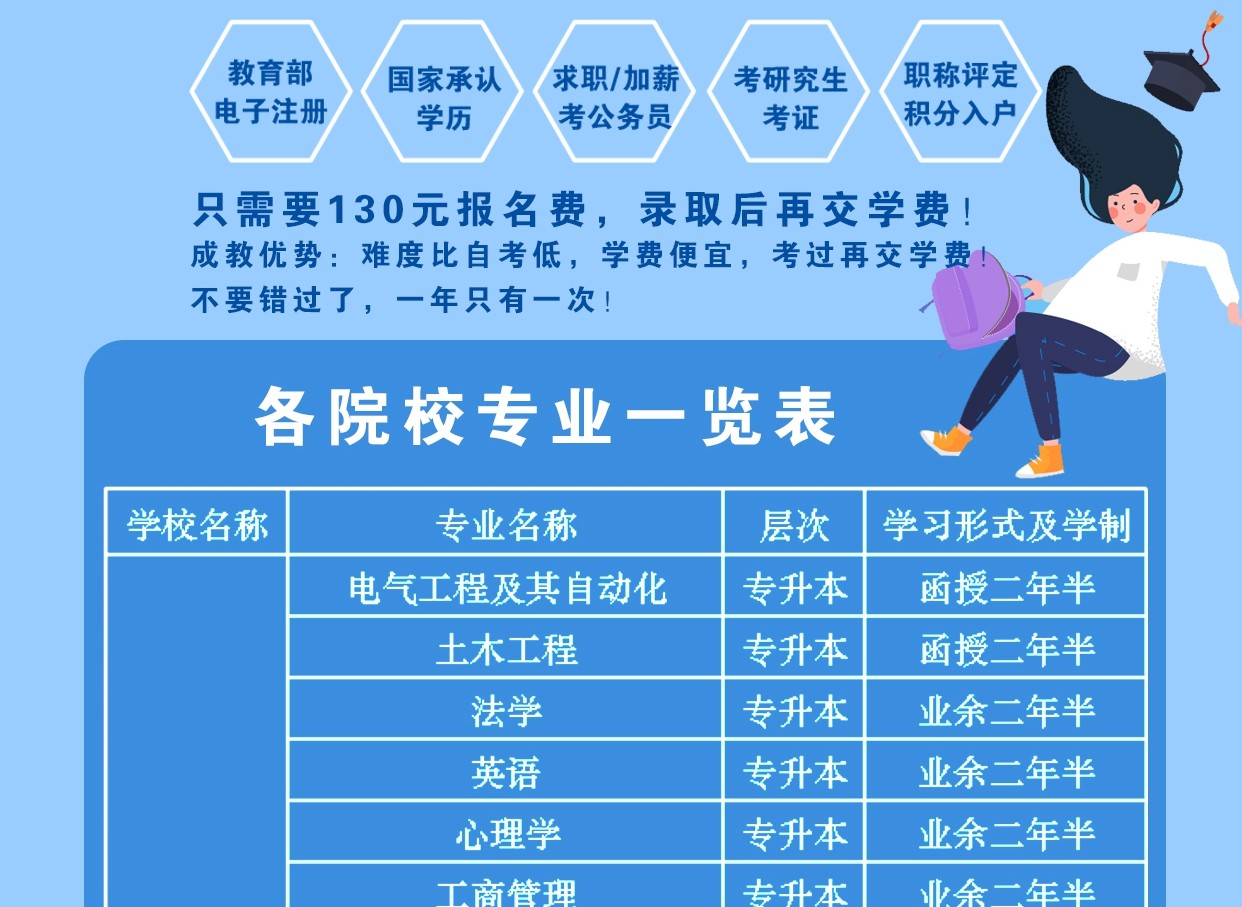 教育部
电子注册
国家承认
学历
求职/加薪
考公务员
考研究生
考证
职称评定
积分入户
只需要130元报名费，录取后再交学费！
成教优势：难度比自考低，学费便宜，考过再交学费！
不要错过了，一年只有一次！
各院校专业一览表
学校名称 专业名称 层次 学习形式及学制
电气工程及其自动化 专升本 函授二年半
土木工程 专升本 函授二年半
法学 专升本 业余二年半
英语 专升本 业余二年半
心理学 专升本 业余二年半
工商管理 专升本 业余二年半